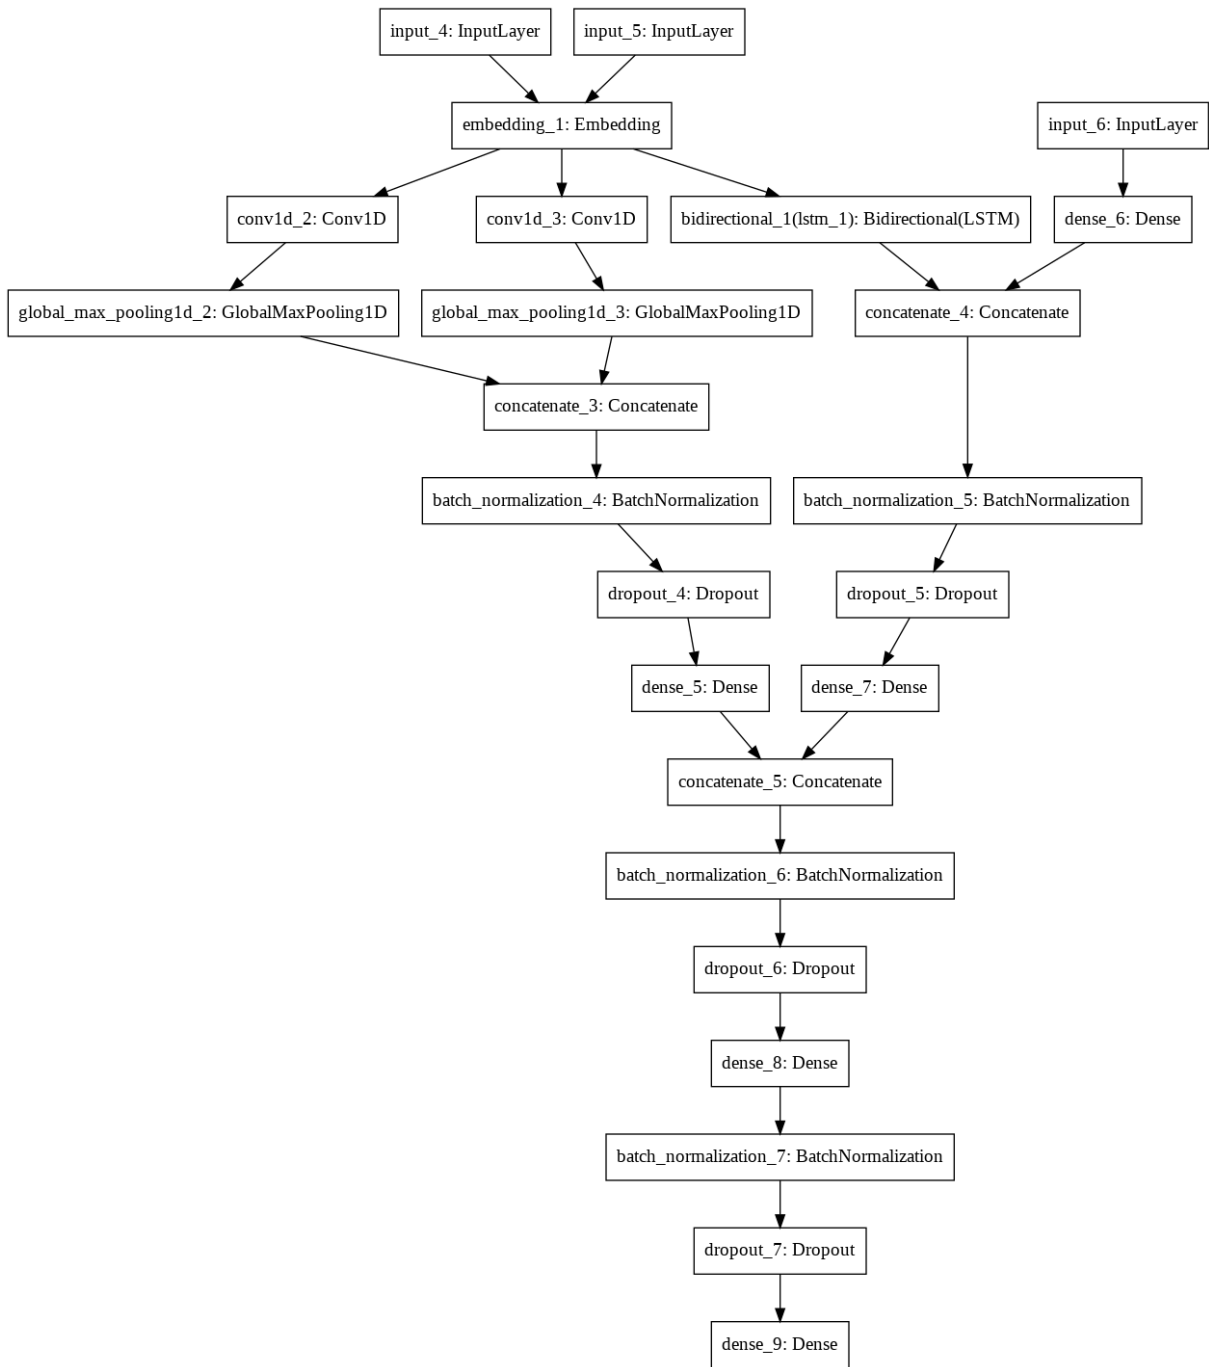 input_4: InputLayer
input_5: InputLayer
embedding_1: Embedding
input_6: InputLayer
conv1d_2: Conv1D
conv1d_3: Conv1D
bidirectional_1(lstm_1): Bidirectional(LSTM)
dense_6: Dense
global_max_pooling1d_2: GlobalMaxPooling1D
global_max_pooling1d_3: GlobalMaxPooling1D
concatenate_4: Concatenate
concatenate_3: Concatenate
batch_normalization_4: BatchNormalization
batch_normalization_5: BatchNormalization
dropout_4: Dropout
dropout_5: Dropout
dense_5: Dense
dense_7: Dense
concatenate_5: Concatenate
batch_normalization_6: BatchNormalization
dropout_6: Dropout
dense_8: Dense
batch_normalization_7: BatchNormalization
dropout_7: Dropout
dense_9: Dense